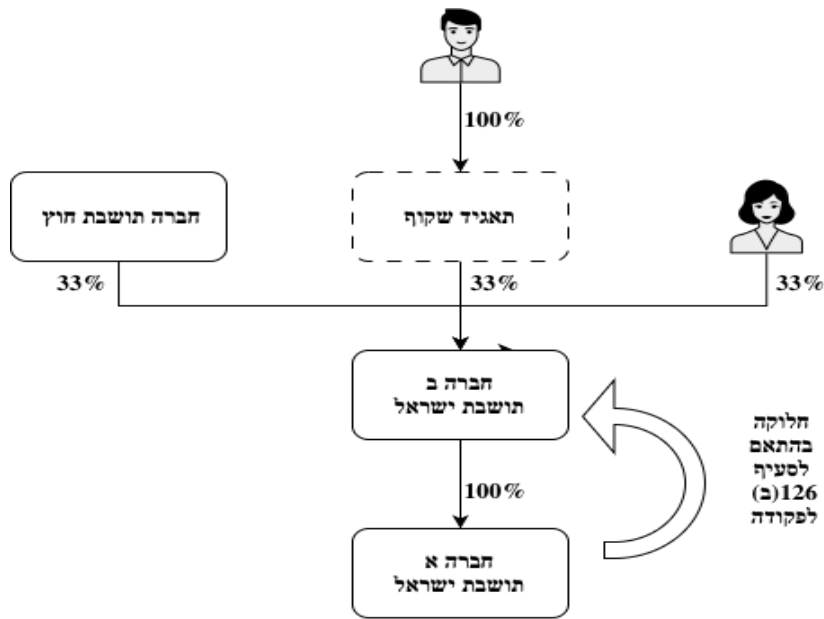 100%
חברה תושבת חוץ
תאגיד שקוף
33%
33%
33%
חברה ב
תושבת ישראל
חלוקה
בהתאם
לסעיף
126(ב)
לפקודה
100%
חברה א
תושבת ישראל